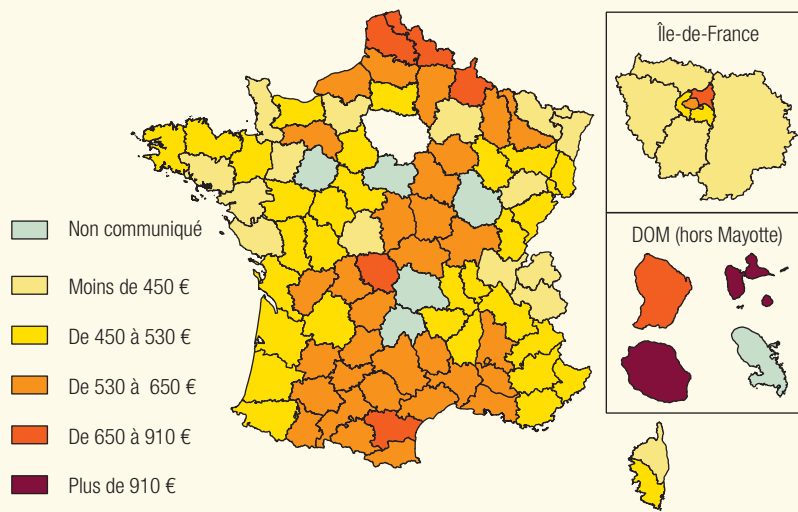 Île-de-France
Non communiqué
DOM (hors Mayotte)
Moins de 450 €
De 450 à 530 €
De 530 à 650 €
De 650 à 910 €
Plus de 910 €